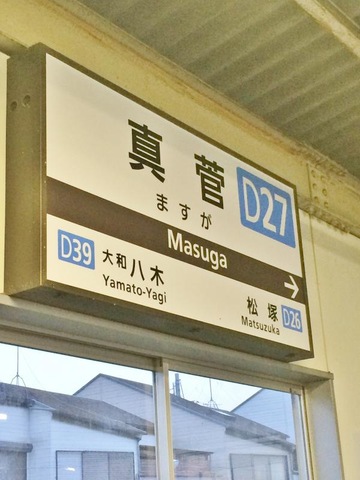 真菅 D27
ますが
Masuga →
D39 大和八木
Yamato-Yagi
松塚 D26
Matsuzuka